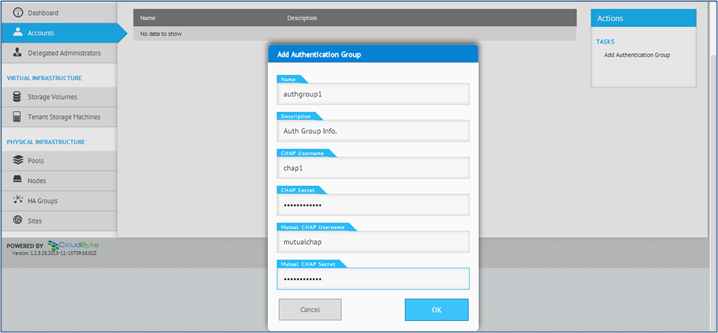 Dashboard
Accounts
Delegated Administrators
VIRTUAL INFRASTRUCTURE
Storage Volumes
Tenant Storage Machines
PHYSICAL INFRASTRUCTURE
Pools
Nodes
HA Groups
Sites
POWERED BY CloudByte
Version: 1.2.3.28.2013-11-15T09:58:01Z
Name Description
No data to show
Add Authentication Group
Name
authgroup1
Description
Auth Group Info.
CHAP Username
chap1
CHAP Secret
••••••••••••
Mutual CHAP Username
mutualchap
Mutual CHAP Secret
••••••••••••
Cancel OK
Actions
TASKS
Add Authentication Group